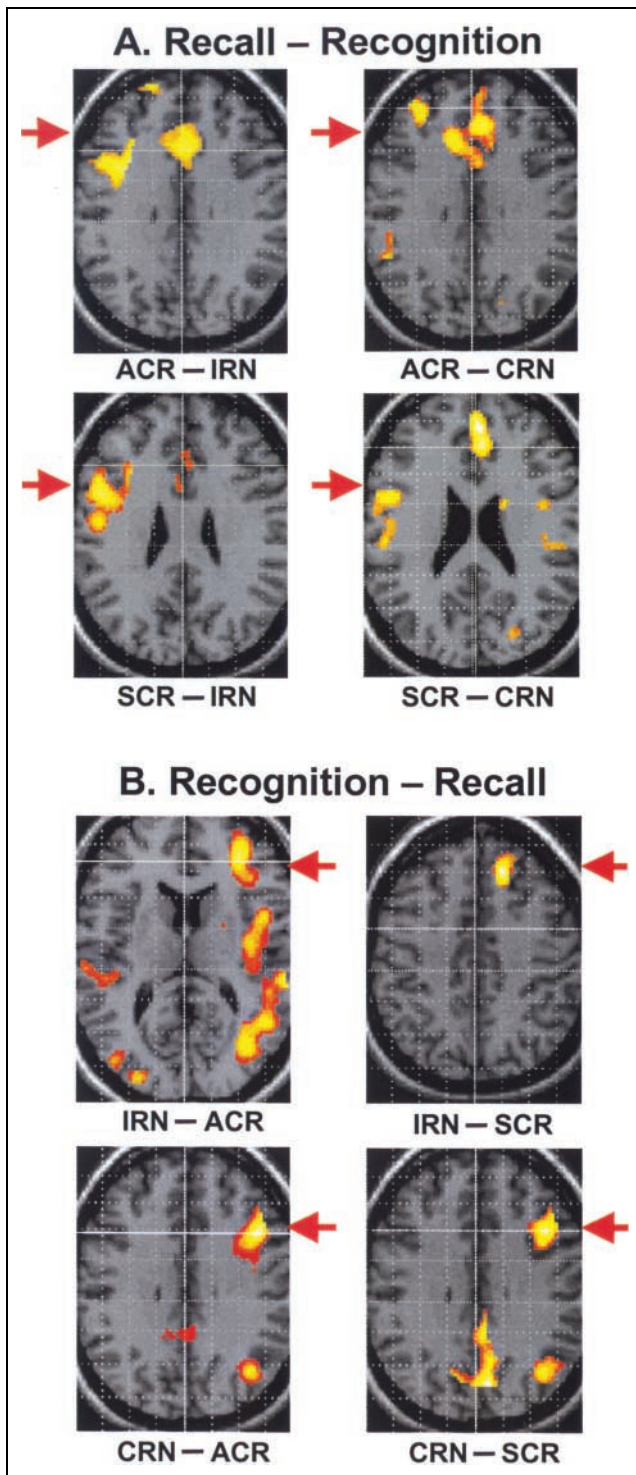 A. Recall – Recognition
ACR – IRN
ACR – CRN
SCR – IRN
SCR – CRN
B. Recognition – Recall
IRN – ACR
IRN – SCR
CRN – ACR
CRN – SCR